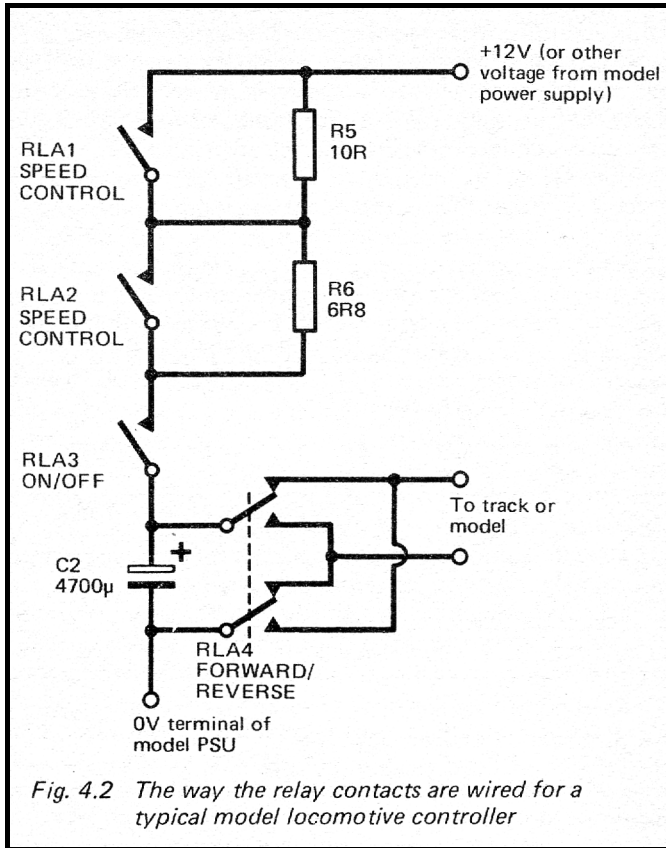 +12V (or other
voltage from model
power supply)
R5
10R
RLA1
SPEED
CONTROL
R6
6R8
RLA2
SPEED
CONTROL
RLA3
ON/OFF
To track or
model
+
C2
4700µ
RLA4
FORWARD/
REVERSE
0V terminal of
model PSU
Fig. 4.2 The way the relay contacts are wired for a
typical model locomotive controller